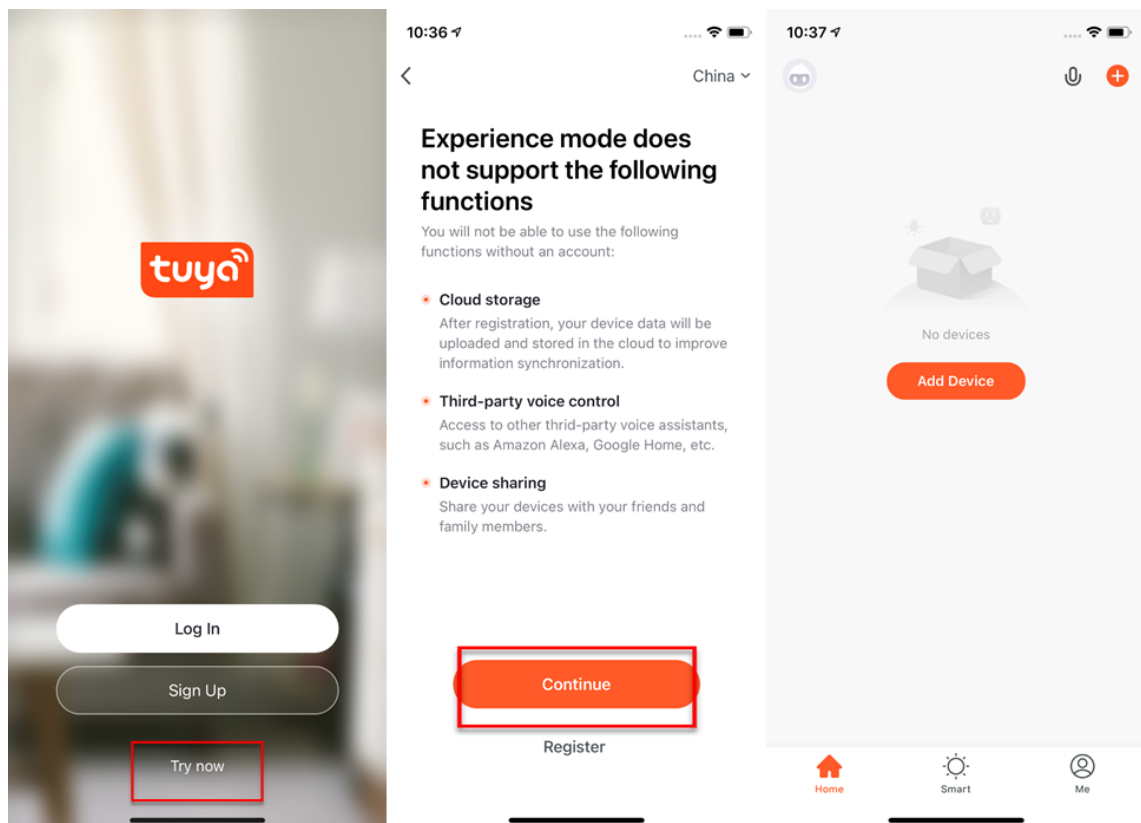 tuya
Log In
Sign Up
Try now
10:36
China
Experience mode does
not support the following
functions
You will not be able to use the following
functions without an account:
Cloud storage
After registration, your device data will be
uploaded and stored in the cloud to improve
information synchronization.
Third-party voice control
Access to other thrid-party voice assistants,
such as Amazon Alexa, Google Home, etc.
Device sharing
Share your devices with your friends and
family members.
Continue
Register
10:37
No devices
Add Device
Home
Smart
Me